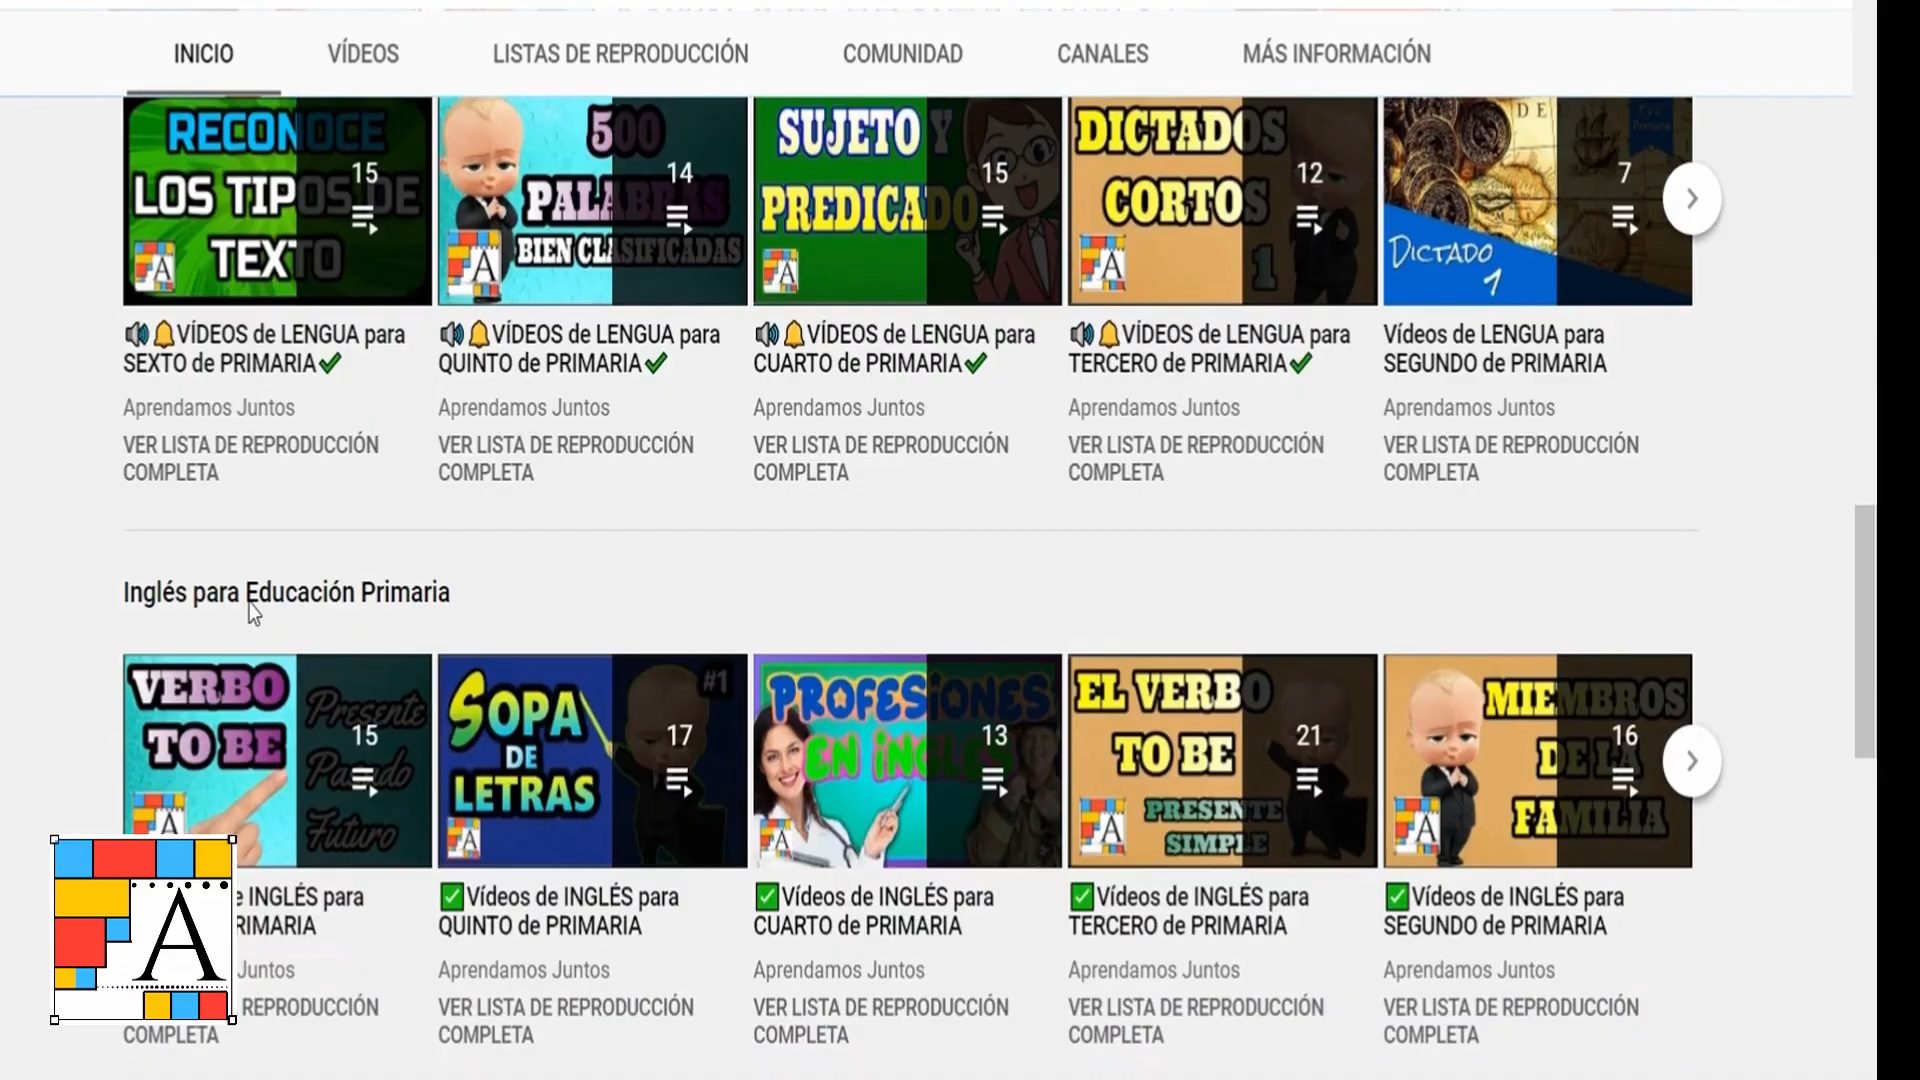 INICIO VÍDEOS LISTAS DE REPRODUCCIÓN COMUNIDAD CANALES MÁS INFORMACIÓN
RECONOCE
LOS TIPOS DE
TEXTO
15
A
500
PALABRAS
BIEN CLASIFICADAS
14
A
SUJETO Y
PREDICADO
15
A
DICTADOS
CORTOS
1
12
A
DE
DICTADO
1
7
🔊🔔VÍDEOS de LENGUA para
SEXTO de PRIMARIA✔
Aprendamos Juntos
VER LISTA DE REPRODUCCIÓN
COMPLETA
🔊🔔VÍDEOS de LENGUA para
QUINTO de PRIMARIA✔
Aprendamos Juntos
VER LISTA DE REPRODUCCIÓN
COMPLETA
🔊🔔VÍDEOS de LENGUA para
CUARTO de PRIMARIA✔
Aprendamos Juntos
VER LISTA DE REPRODUCCIÓN
COMPLETA
🔊🔔VÍDEOS de LENGUA para
TERCERO de PRIMARIA✔
Aprendamos Juntos
VER LISTA DE REPRODUCCIÓN
COMPLETA
Vídeos de LENGUA para
SEGUNDO de PRIMARIA
Aprendamos Juntos
VER LISTA DE REPRODUCCIÓN
COMPLETA
Inglés para Educación Primaria
VERBO
TO BE
Presente
Pasado
Futuro
15
A
SOPA
DE
LETRAS
#1
17
A
PROFESIONES
EN iNGLÉS
13
A
EL VERBO
TO BE
PRESENTE
SIMPLE
21
A
MIEMBROS
DE LA
FAMILIA
16
A
e INGLÉS para
RIMARIA
Juntos
REPRODUCCIÓN
COMPLETA
A
✅Vídeos de INGLÉS para
QUINTO de PRIMARIA
Aprendamos Juntos
VER LISTA DE REPRODUCCIÓN
COMPLETA
✅Vídeos de INGLÉS para
CUARTO de PRIMARIA
Aprendamos Juntos
VER LISTA DE REPRODUCCIÓN
COMPLETA
✅Vídeos de INGLÉS para
TERCERO de PRIMARIA
Aprendamos Juntos
VER LISTA DE REPRODUCCIÓN
COMPLETA
✅Vídeos de INGLÉS para
SEGUNDO de PRIMARIA
Aprendamos Juntos
VER LISTA DE REPRODUCCIÓN
COMPLETA